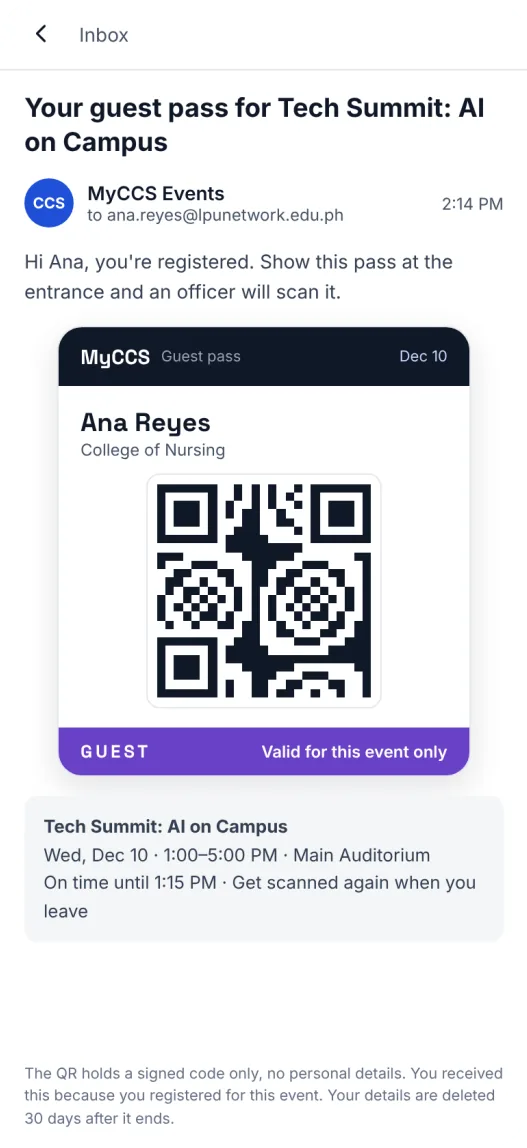 Inbox
Your guest pass for Tech Summit: AI
on Campus
CCS
MyCCS Events
2:14 PM
to ana.reyes@lpunetwork.edu.ph
Hi Ana, you're registered. Show this pass at the
entrance and an officer will scan it.
MyCCS Guest pass Dec 10
Ana Reyes
College of Nursing
GUEST Valid for this event only
Tech Summit: AI on Campus
Wed, Dec 10 · 1:00–5:00 PM · Main Auditorium
On time until 1:15 PM · Get scanned again when you
leave
The QR holds a signed code only, no personal details. You received
this because you registered for this event. Your details are deleted
30 days after it ends.